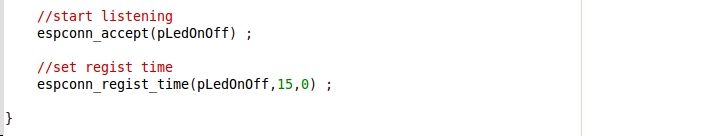 //start listening
espconn_accept(pLedOnOff) ;
//set regist time
espconn_regist_time(pLedOnOff,15,0) ;
}